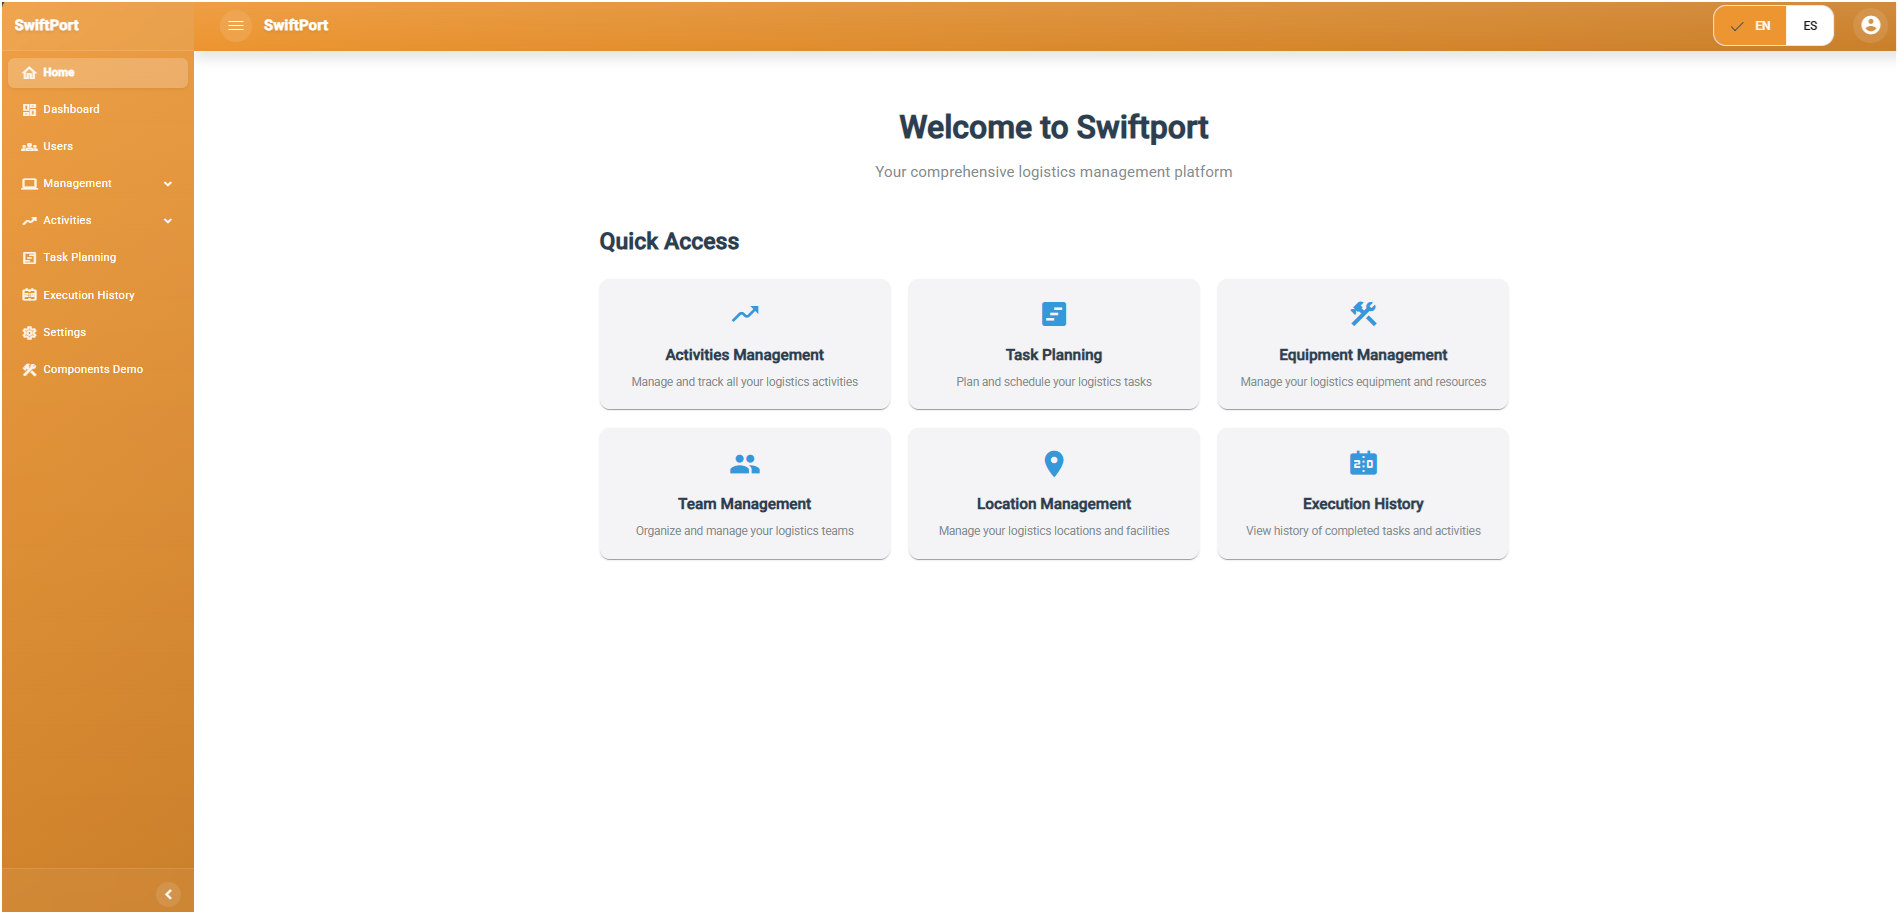 SwiftPort
SwiftPort
EN
ES
Home
Dashboard
Users
Management
Activities
Task Planning
Execution History
Settings
Components Demo
Welcome to Swiftport
Your comprehensive logistics management platform
Quick Access
Activities Management
Manage and track all your logistics activities
Task Planning
Plan and schedule your logistics tasks
Equipment Management
Manage your logistics equipment and resources
Team Management
Organize and manage your logistics teams
Location Management
Manage your logistics locations and facilities
2:0
Execution History
View history of completed tasks and activities